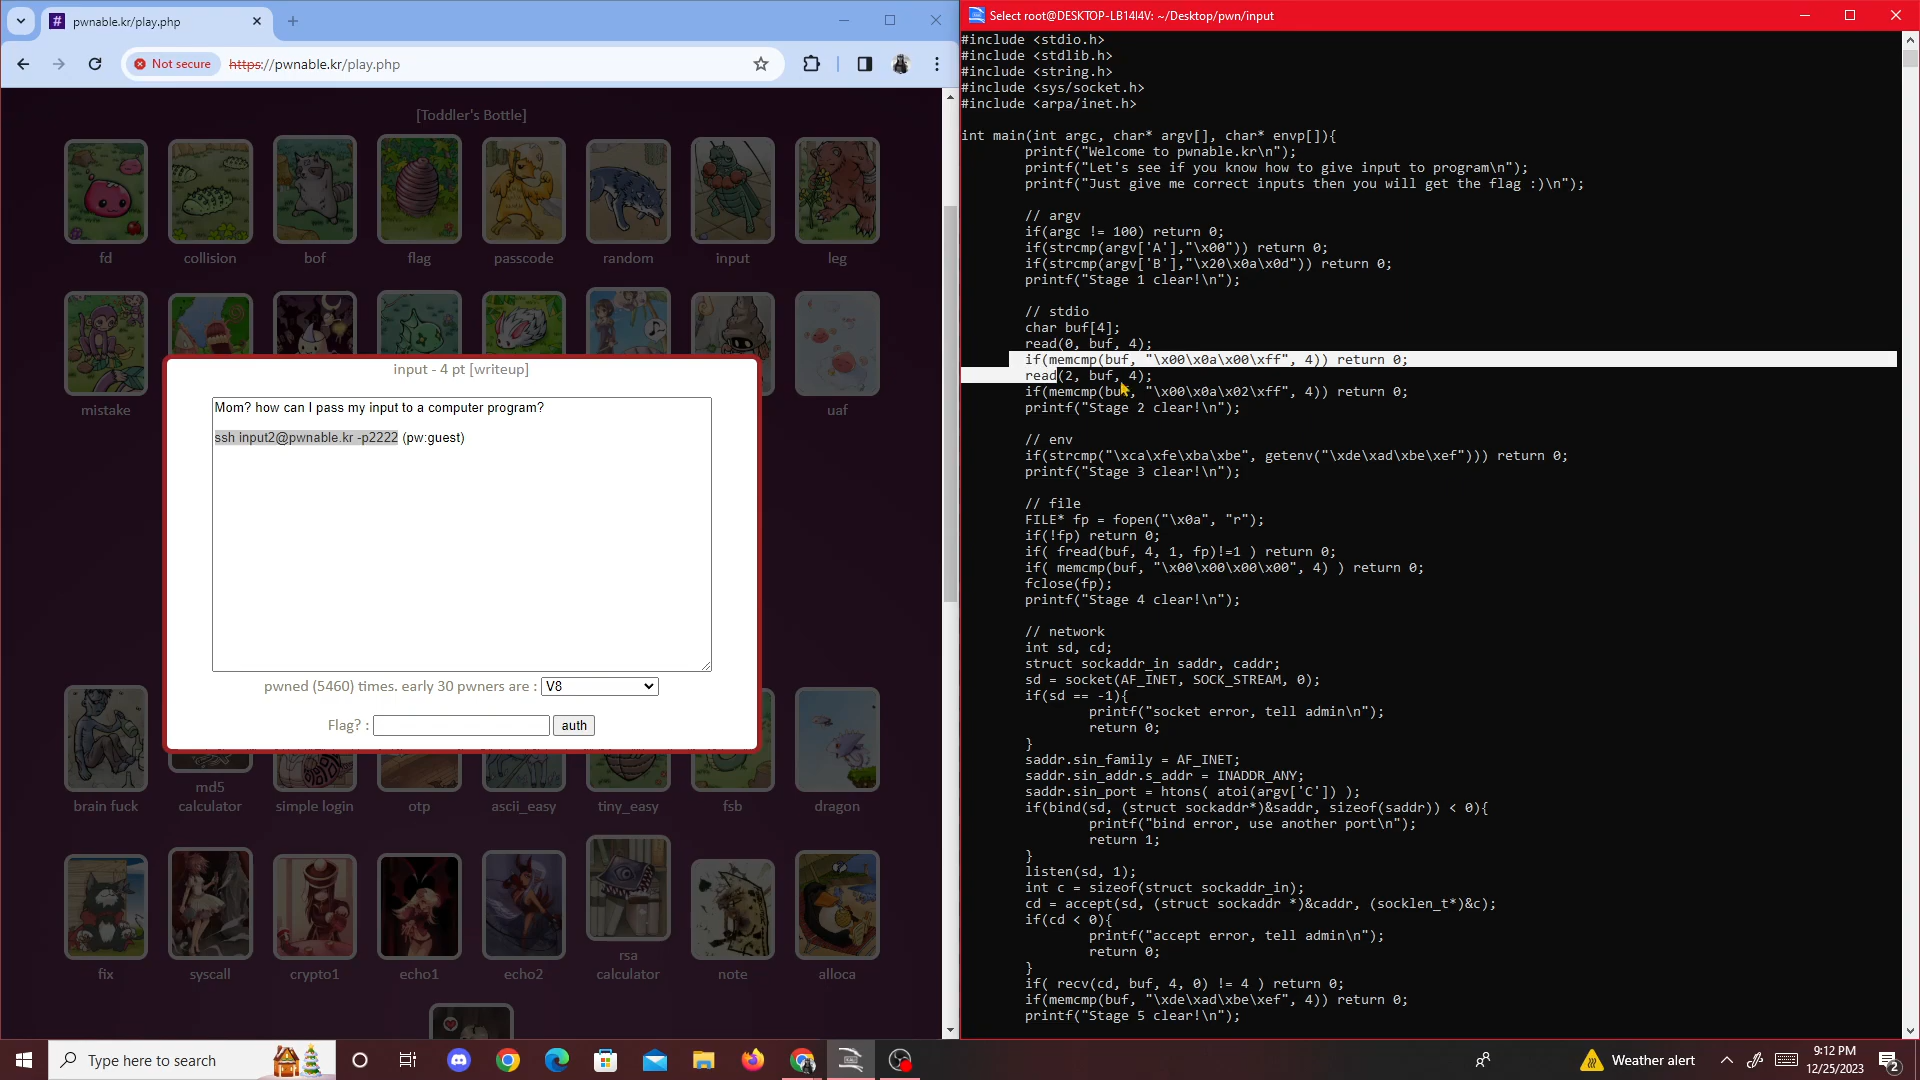 pwnable.kr/play.php
Not secure
https://pwnable.kr/play.php
[Toddler's Bottle]
fd
collision
bof
flag
passcode
random
input
leg
mistake
uaf
input - 4 pt [writeup]
Mom? how can I pass my input to a computer program?
ssh input2@pwnable.kr -p2222 (pw:guest)
pwned (5460) times. early 30 pwners are : V8
Flag? : auth
brain fuck
md5
calculator
simple login
otp
ascii_easy
tiny_easy
fsb
dragon
fix
syscall
crypto1
echo1
echo2
rsa
calculator
note
alloca
Select root@DESKTOP-LB14I4V: ~/Desktop/pwn/input
#include <stdio.h>
#include <stdlib.h>
#include <string.h>
#include <sys/socket.h>
#include <arpa/inet.h>
int main(int argc, char* argv[], char* envp[]){
printf("Welcome to pwnable.kr\n");
printf("Let's see if you know how to give input to program\n");
printf("Just give me correct inputs then you will get the flag :)\n");
// argv
if(argc != 100) return 0;
if(strcmp(argv['A'],"\x00")) return 0;
if(strcmp(argv['B'],"\x20\x0a\x0d")) return 0;
printf("Stage 1 clear!\n");
// stdio
char buf[4];
read(0, buf, 4);
if(memcmp(buf, "\x00\x0a\x00\xff", 4)) return 0;
read(2, buf, 4);
if(memcmp(buf, "\x00\x0a\x02\xff", 4)) return 0;
printf("Stage 2 clear!\n");
// env
if(strcmp("\xca\xfe\xba\xbe", getenv("\xde\xad\xbe\xef"))) return 0;
printf("Stage 3 clear!\n");
// file
FILE* fp = fopen("\x0a", "r");
if(!fp) return 0;
if( fread(buf, 4, 1, fp)!=1 ) return 0;
if( memcmp(buf, "\x00\x00\x00\x00", 4) ) return 0;
fclose(fp);
printf("Stage 4 clear!\n");
// network
int sd, cd;
struct sockaddr_in saddr, caddr;
sd = socket(AF_INET, SOCK_STREAM, 0);
if(sd == -1){
printf("socket error, tell admin\n");
return 0;
}
saddr.sin_family = AF_INET;
saddr.sin_addr.s_addr = INADDR_ANY;
saddr.sin_port = htons( atoi(argv['C']) );
if(bind(sd, (struct sockaddr*)&saddr, sizeof(saddr)) < 0){
printf("bind error, use another port\n");
return 1;
}
listen(sd, 1);
int c = sizeof(struct sockaddr_in);
cd = accept(sd, (struct sockaddr *)&caddr, (socklen_t*)&c);
if(cd < 0){
printf("accept error, tell admin\n");
return 0;
}
if( recv(cd, buf, 4, 0) != 4 ) return 0;
if(memcmp(buf, "\xde\xad\xbe\xef", 4)) return 0;
printf("Stage 5 clear!\n");
Type here to search
Weather alert
9:12 PM
12/25/2023
2